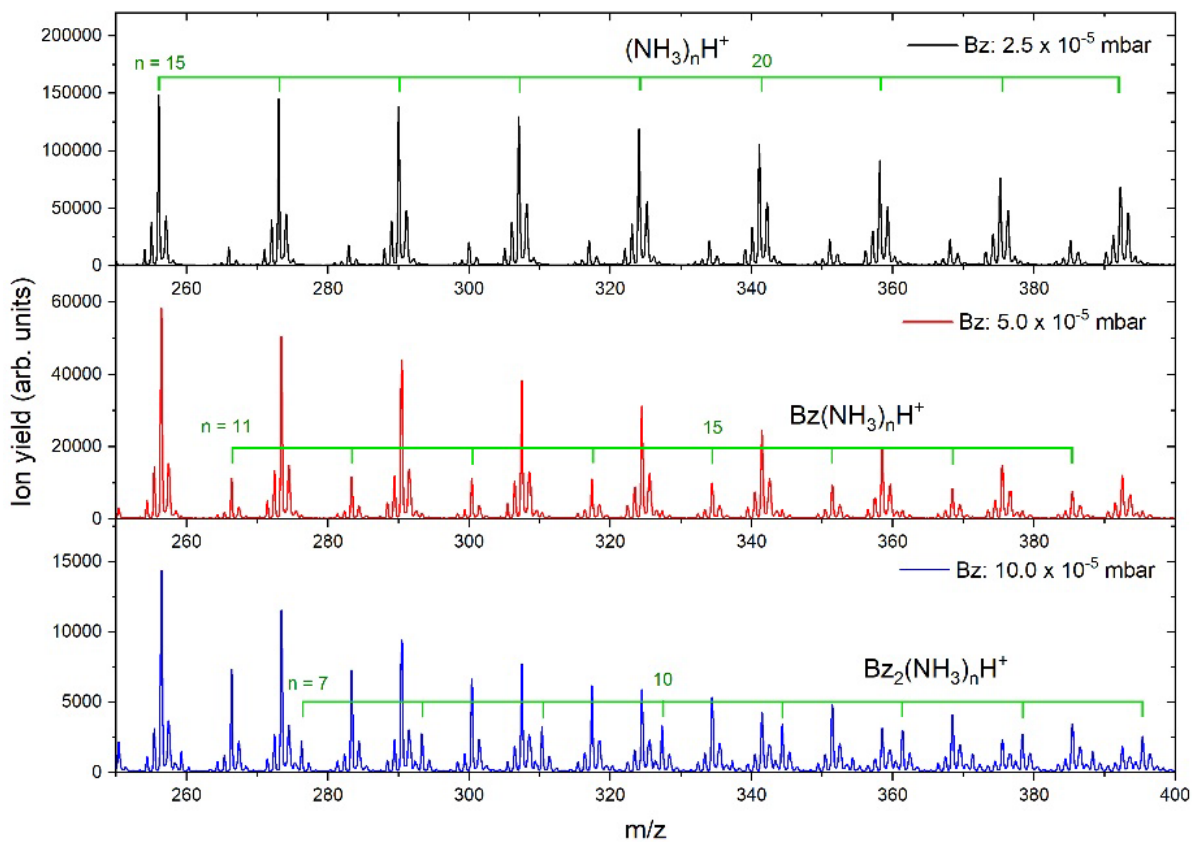 200000
150000
100000
50000
0
n = 15
(NH₃)ₙH⁺
20
Bz: 2.5 x 10⁻⁵ mbar
260 280 300 320 340 360 380
60000
40000
20000
0
n = 11
15
Bz(NH₃)ₙH⁺
Bz: 5.0 x 10⁻⁵ mbar
260 280 300 320 340 360 380
15000
10000
5000
0
n = 7
10
Bz₂(NH₃)ₙH⁺
Bz: 10.0 x 10⁻⁵ mbar
260 280 300 320 340 360 380 400
Ion yield (arb. units)
m/z